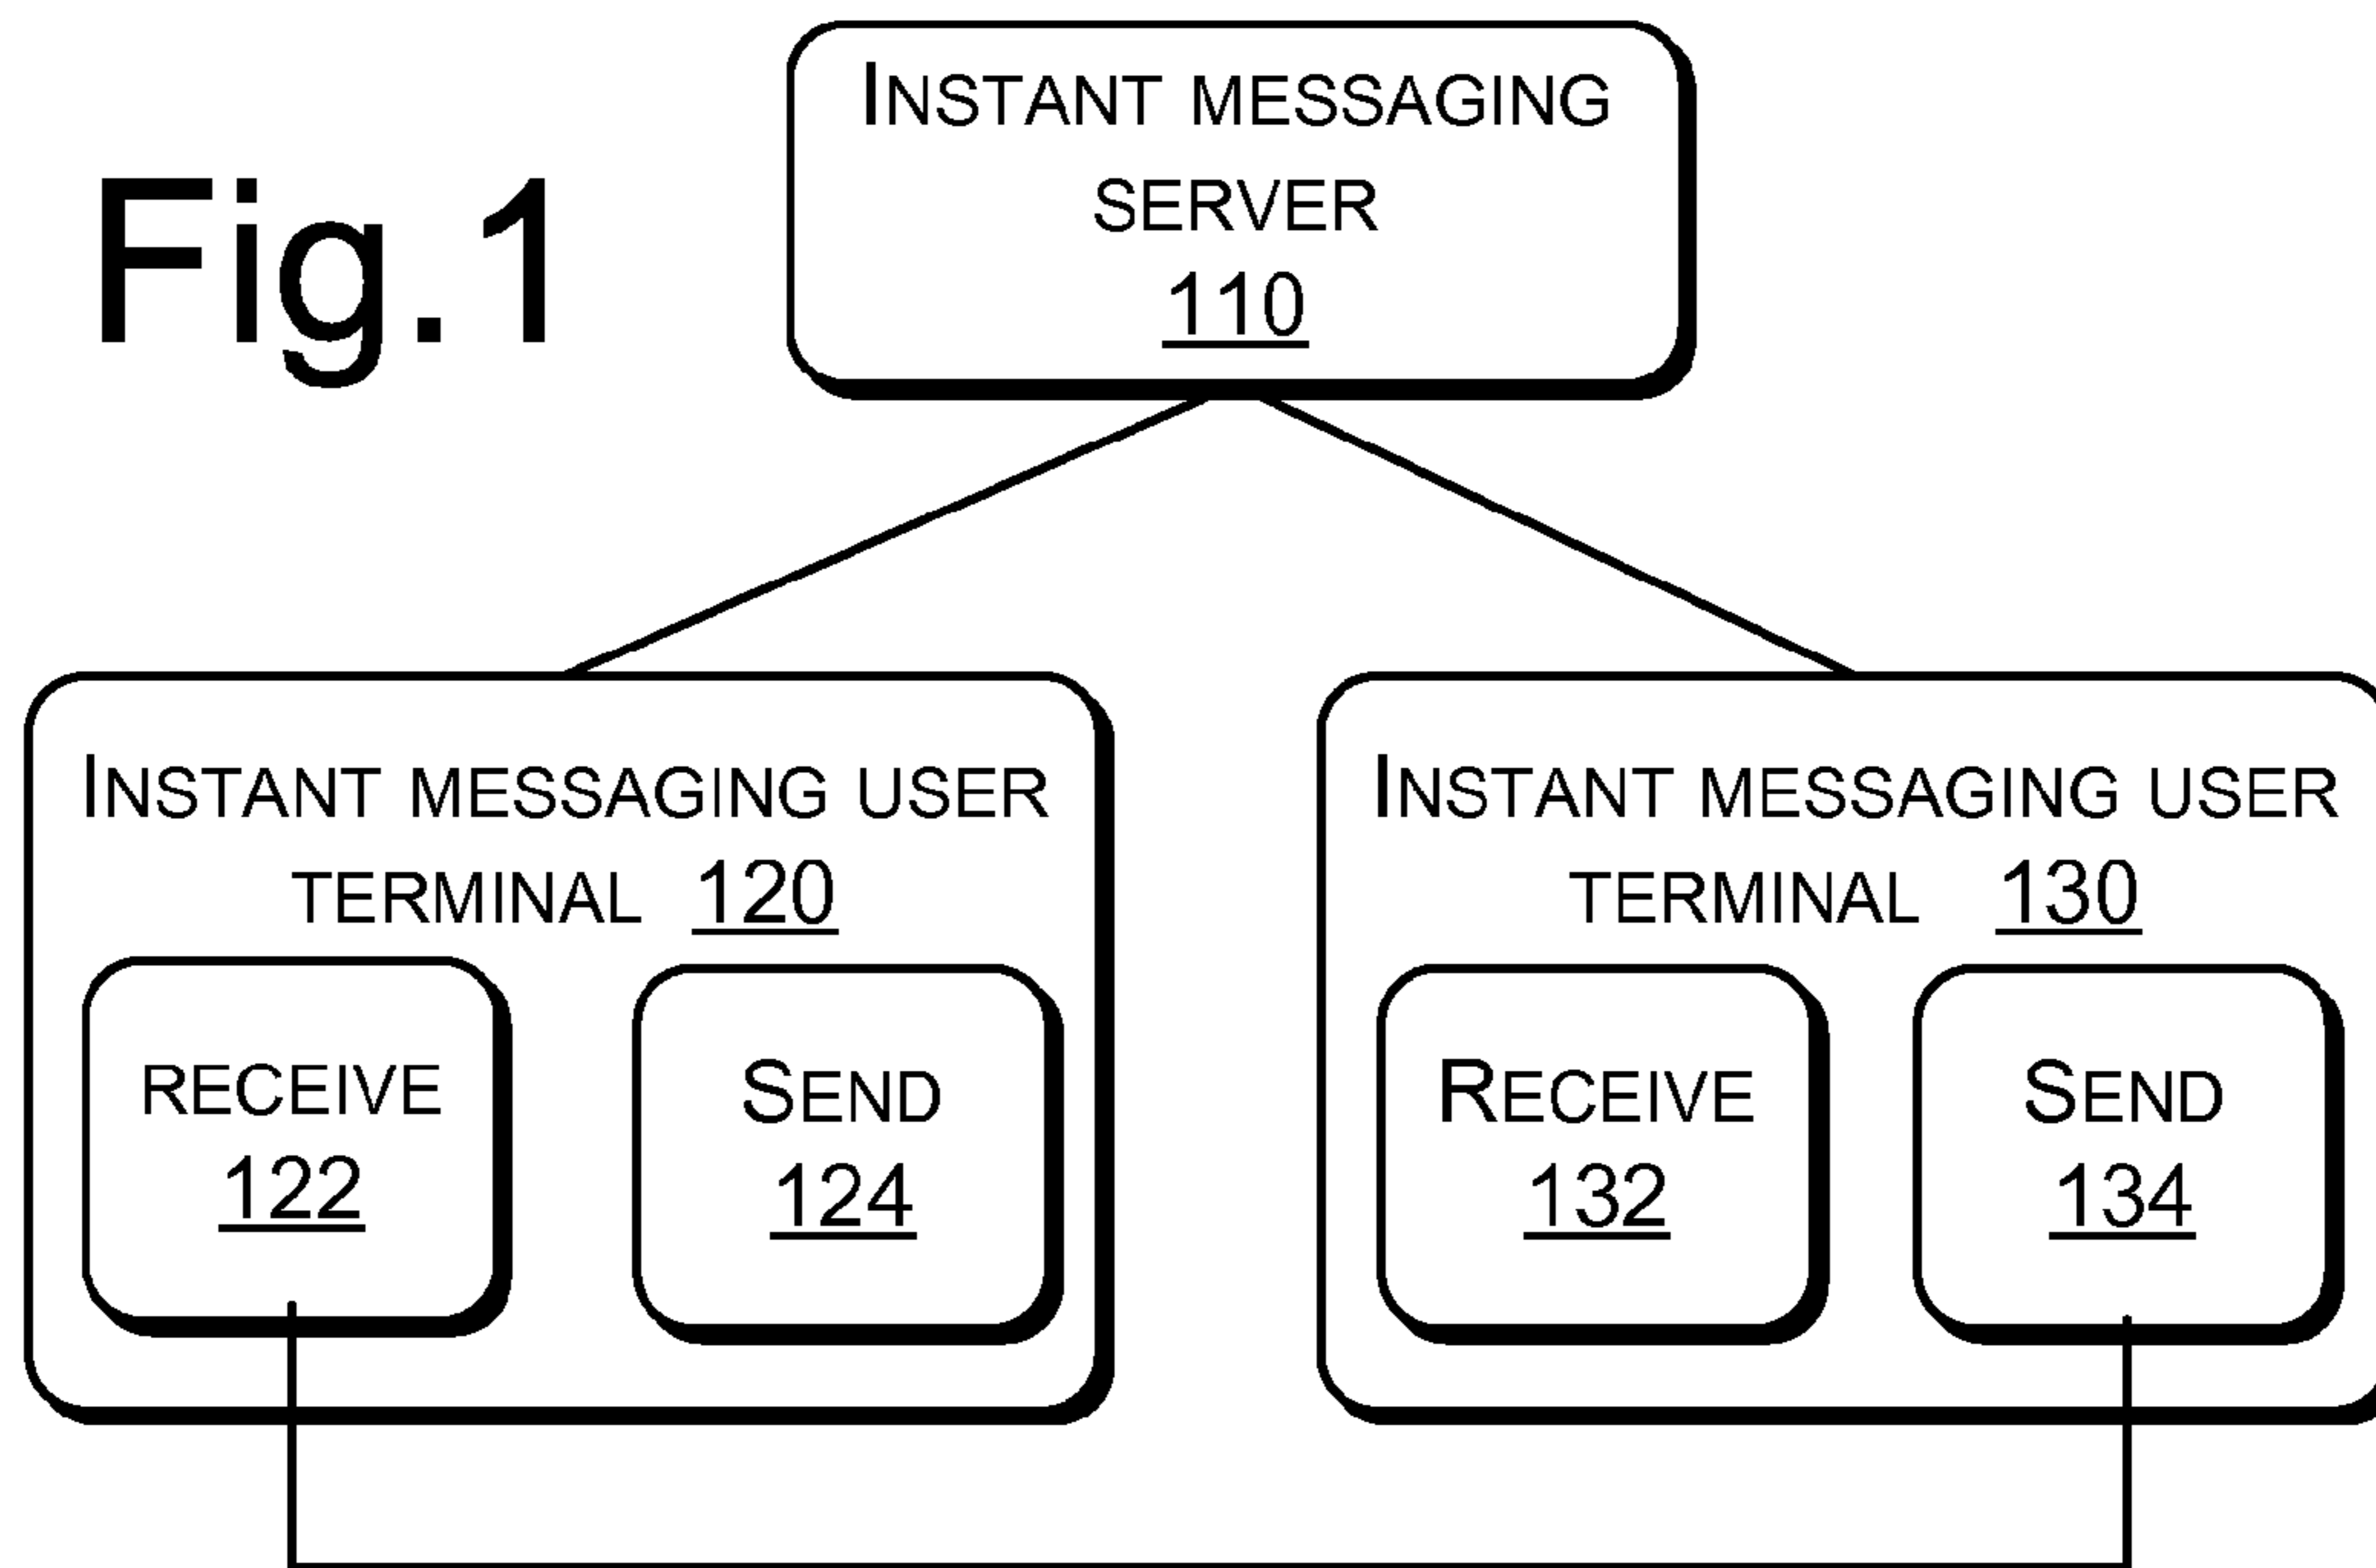 Fig.1
INSTANT MESSAGING
SERVER
110
INSTANT MESSAGING USER
TERMINAL 120
RECEIVE
122
SEND
124
INSTANT MESSAGING USER
TERMINAL 130
RECEIVE
132
SEND
134